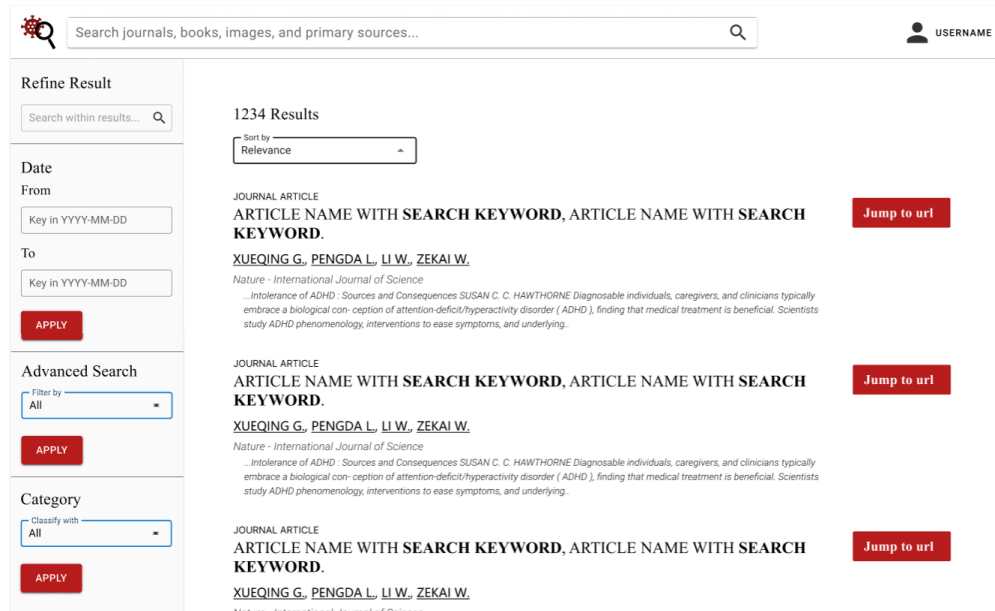 Search journals, books, images, and primary sources...
USERNAME
Refine Result
Search within results...
Date
From
Key in YYYY-MM-DD
To
Key in YYYY-MM-DD
APPLY
Advanced Search
Filter by
All
APPLY
Category
Classify with
All
APPLY
1234 Results
Sort by
Relevance
JOURNAL ARTICLE
ARTICLE NAME WITH SEARCH KEYWORD, ARTICLE NAME WITH SEARCH
KEYWORD.
Jump to url
XUEQING G., PENGDA L., LI W., ZEKAI W.
Nature - International Journal of Science
...Intolerance of ADHD : Sources and Consequences SUSAN C. C. HAWTHORNE Diagnosable individuals, caregivers, and clinicians typically
embrace a biological con- ception of attention-deficit/hyperactivity disorder ( ADHD ), finding that medical treatment is beneficial. Scientists
study ADHD phenomenology, interventions to ease symptoms, and underlying..
JOURNAL ARTICLE
ARTICLE NAME WITH SEARCH KEYWORD, ARTICLE NAME WITH SEARCH
KEYWORD.
Jump to url
XUEQING G., PENGDA L., LI W., ZEKAI W.
Nature - International Journal of Science
...Intolerance of ADHD : Sources and Consequences SUSAN C. C. HAWTHORNE Diagnosable individuals, caregivers, and clinicians typically
embrace a biological con- ception of attention-deficit/hyperactivity disorder ( ADHD ), finding that medical treatment is beneficial. Scientists
study ADHD phenomenology, interventions to ease symptoms, and underlying..
JOURNAL ARTICLE
ARTICLE NAME WITH SEARCH KEYWORD, ARTICLE NAME WITH SEARCH
KEYWORD.
Jump to url
XUEQING G., PENGDA L., LI W., ZEKAI W.